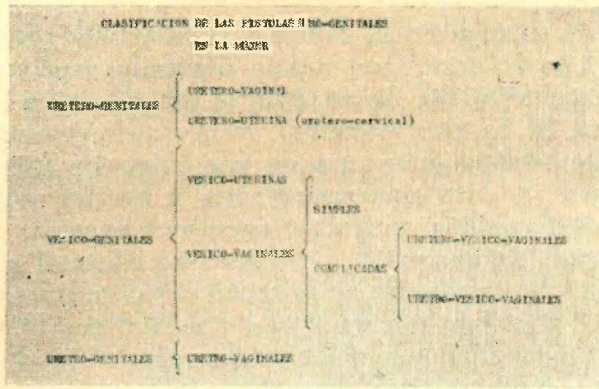 CLASIFICACION DE LAS FISTULAS URO-GENITALES
EN LA MUJER
URETERO-GENITALES
URETERO-VAGINAL
URETERO-UTERINA (uretero-cervical)
VESICO-GENITALES
VESICO-UTERINAS
VESICO-VAGINALES
SIMPLES
COMPLICADAS
URETERO-VESICO-VAGINALES
URETRO-VESICO-VAGINALES
URETRO-GENITALES
URETRO-VAGINALES